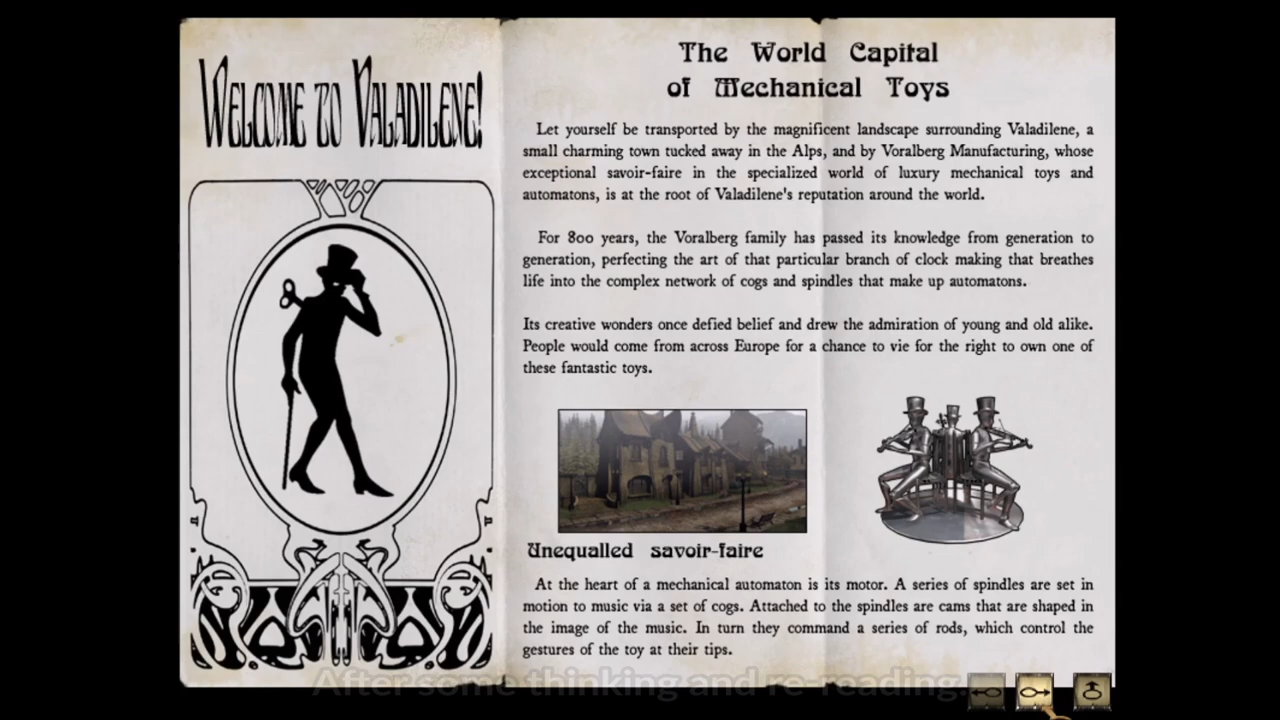 WELCOME TO VALADILENE!
The World Capital
of Mechanical Toys
Let yourself be transported by the magnificent landscape surrounding Valadilene, a
small charming town tucked away in the Alps, and by Voralberg Manufacturing, whose
exceptional savoir-faire in the specialized world of luxury mechanical toys and
automatons, is at the root of Valadilene's reputation around the world.
For 800 years, the Voralberg family has passed its knowledge from generation to
generation, perfecting the art of that particular branch of clock making that breathes
life into the complex network of cogs and spindles that make up automatons.
Its creative wonders once defied belief and drew the admiration of young and old alike.
People would come from across Europe for a chance to vie for the right to own one of
these fantastic toys.
Unequalled savoir-faire
At the heart of a mechanical automaton is its motor. A series of spindles are set in
motion to music via a set of cogs. Attached to the spindles are cams that are shaped in
the image of the music. In turn they command a series of rods, which control the
gestures of the toy at their tips.
After some thinking and re-reading.